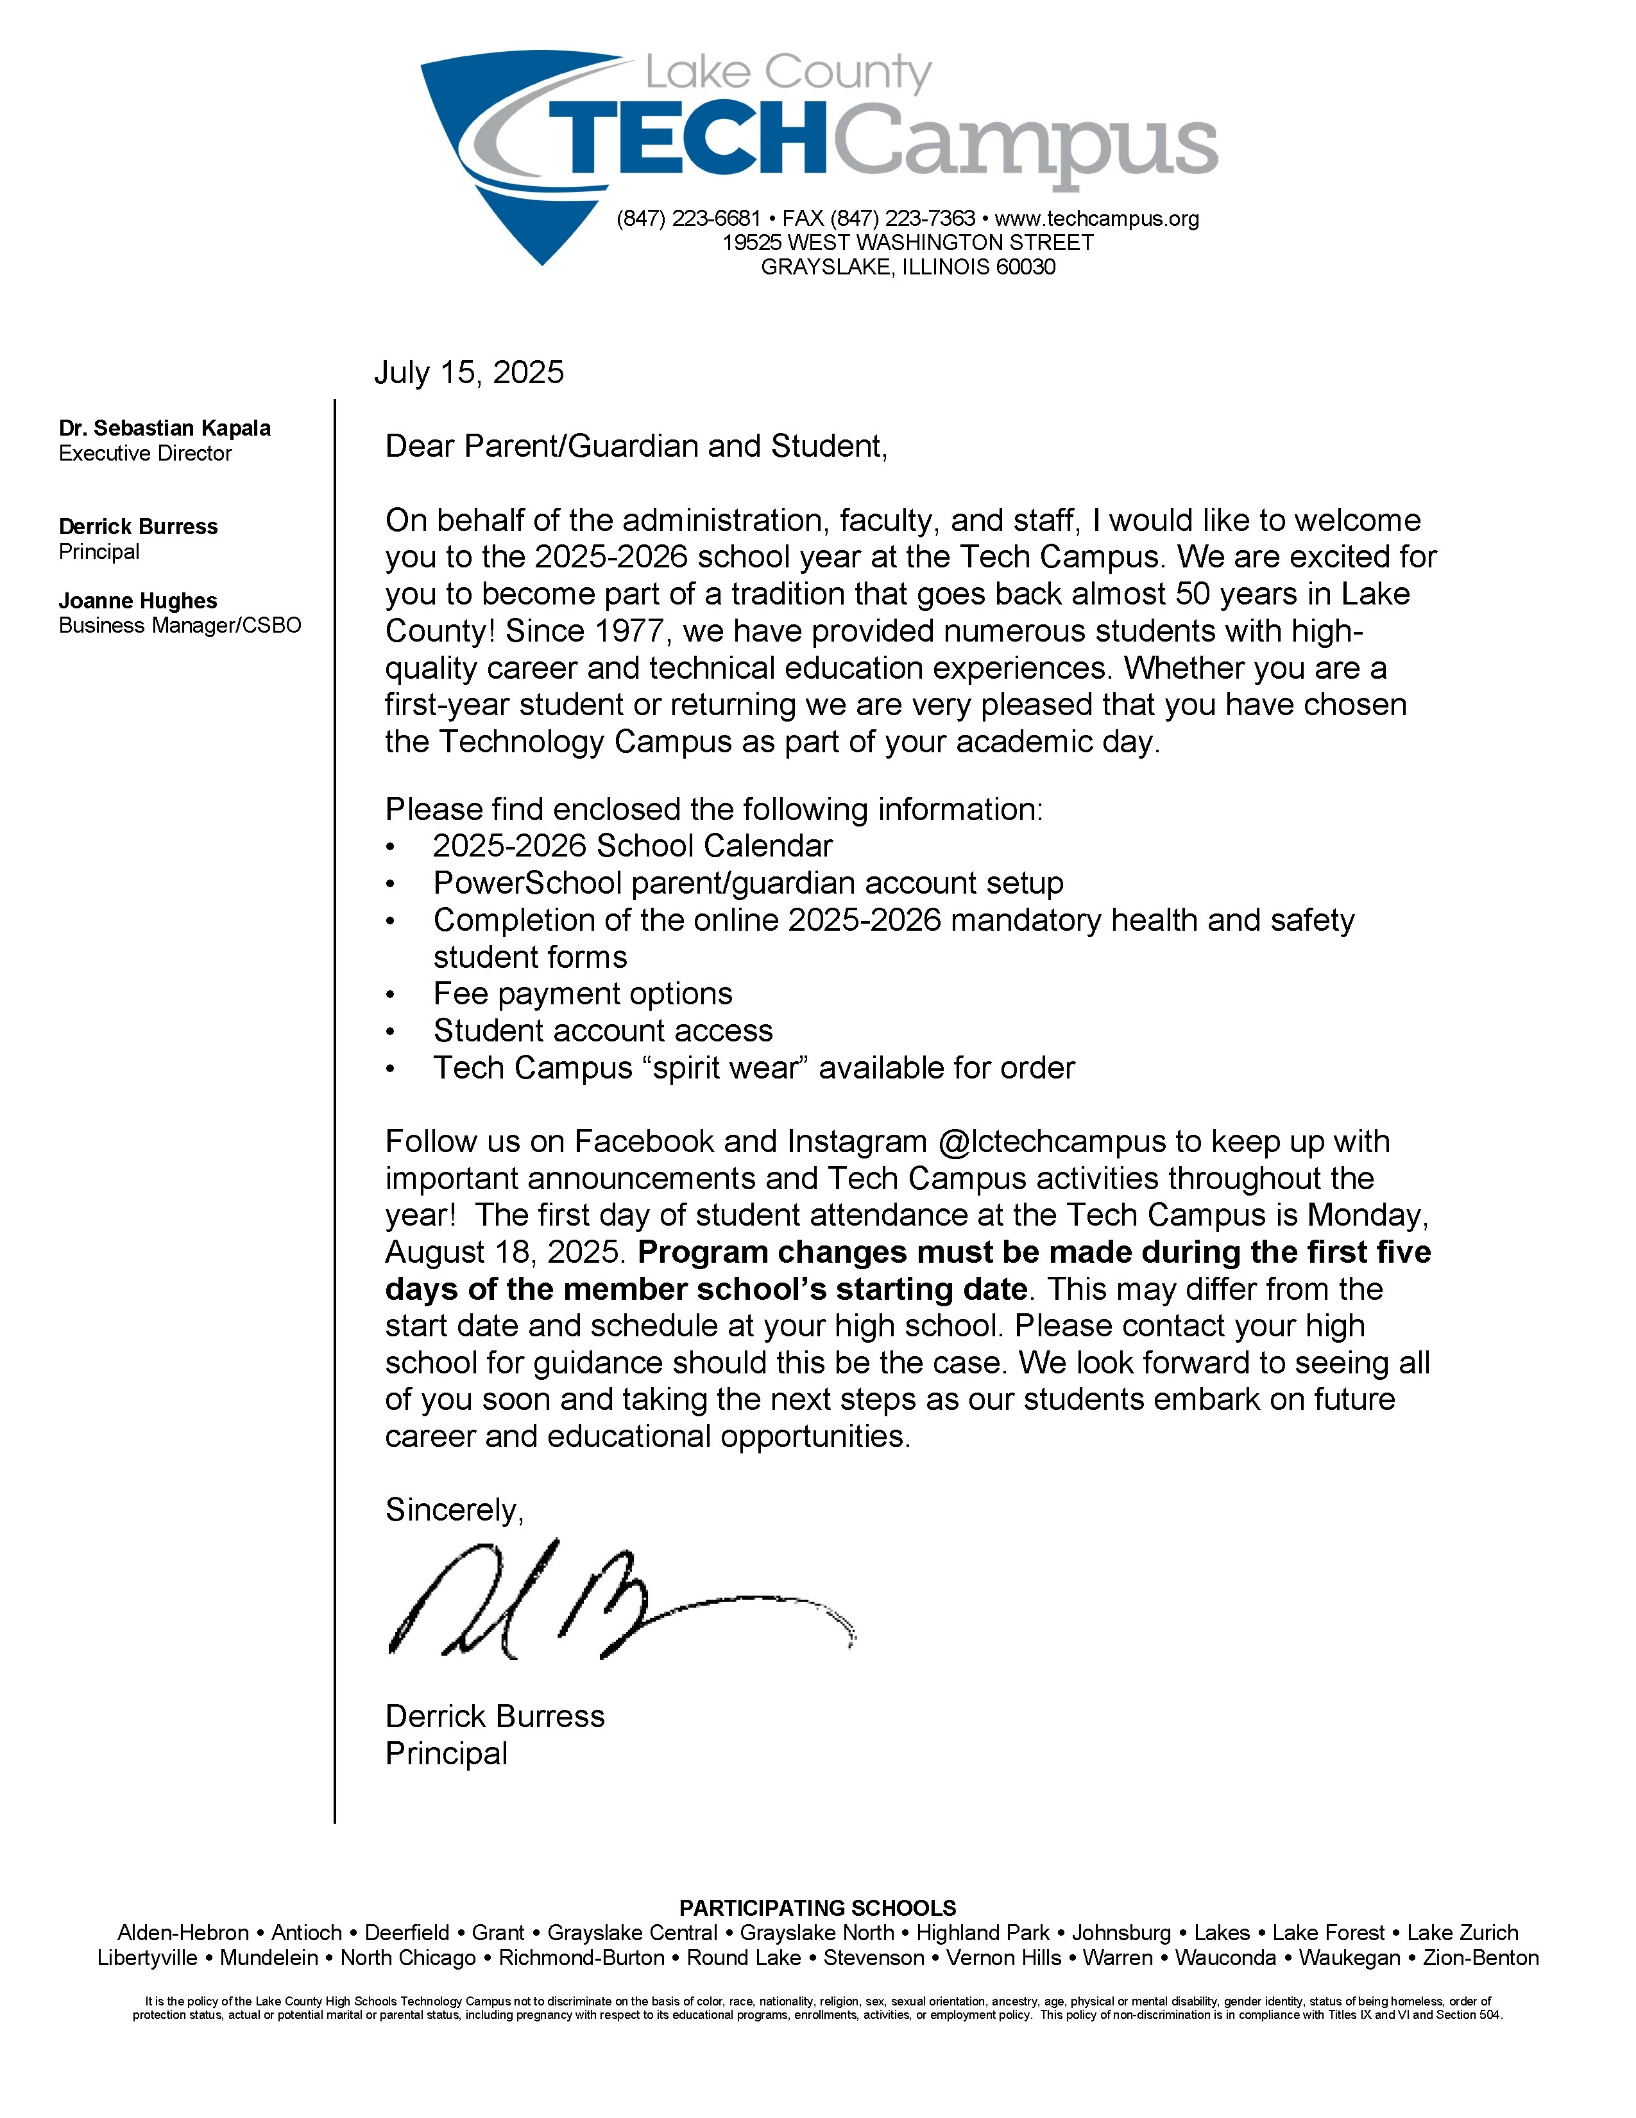 Lake County
TECHCampus
(847) 223-6681 • FAX (847) 223-7363 • www.techcampus.org
19525 WEST WASHINGTON STREET
GRAYSLAKE, ILLINOIS 60030
Dr. Sebastian Kapala
Executive Director
Derrick Burress
Principal
Joanne Hughes
Business Manager/CSBO
July 15, 2025
Dear Parent/Guardian and Student,
On behalf of the administration, faculty, and staff, I would like to welcome
you to the 2025-2026 school year at the Tech Campus. We are excited for
you to become part of a tradition that goes back almost 50 years in Lake
County! Since 1977, we have provided numerous students with high-
quality career and technical education experiences. Whether you are a
first-year student or returning we are very pleased that you have chosen
the Technology Campus as part of your academic day.
Please find enclosed the following information:
• 2025-2026 School Calendar
• PowerSchool parent/guardian account setup
• Completion of the online 2025-2026 mandatory health and safety
student forms
• Fee payment options
• Student account access
• Tech Campus “spirit wear” available for order
Follow us on Facebook and Instagram @lctechcampus to keep up with
important announcements and Tech Campus activities throughout the
year!  The first day of student attendance at the Tech Campus is Monday,
August 18, 2025. Program changes must be made during the first five
days of the member school’s starting date. This may differ from the
start date and schedule at your high school. Please contact your high
school for guidance should this be the case. We look forward to seeing all
of you soon and taking the next steps as our students embark on future
career and educational opportunities.
Sincerely,
Derrick Burress
Principal
PARTICIPATING SCHOOLS
Alden-Hebron • Antioch • Deerfield • Grant • Grayslake Central • Grayslake North • Highland Park • Johnsburg • Lakes • Lake Forest • Lake Zurich
Libertyville • Mundelein • North Chicago • Richmond-Burton • Round Lake • Stevenson • Vernon Hills • Warren • Wauconda • Waukegan • Zion-Benton
It is the policy of the Lake County High Schools Technology Campus not to discriminate on the basis of color, race, nationality, religion, sex, sexual orientation, ancestry, age, physical or mental disability, gender identity, status of being homeless, order of
protection status, actual or potential marital or parental status, including pregnancy with respect to its educational programs, enrollments, activities, or employment policy.  This policy of non-discrimination is in compliance with Titles IX and VI and Section 504.